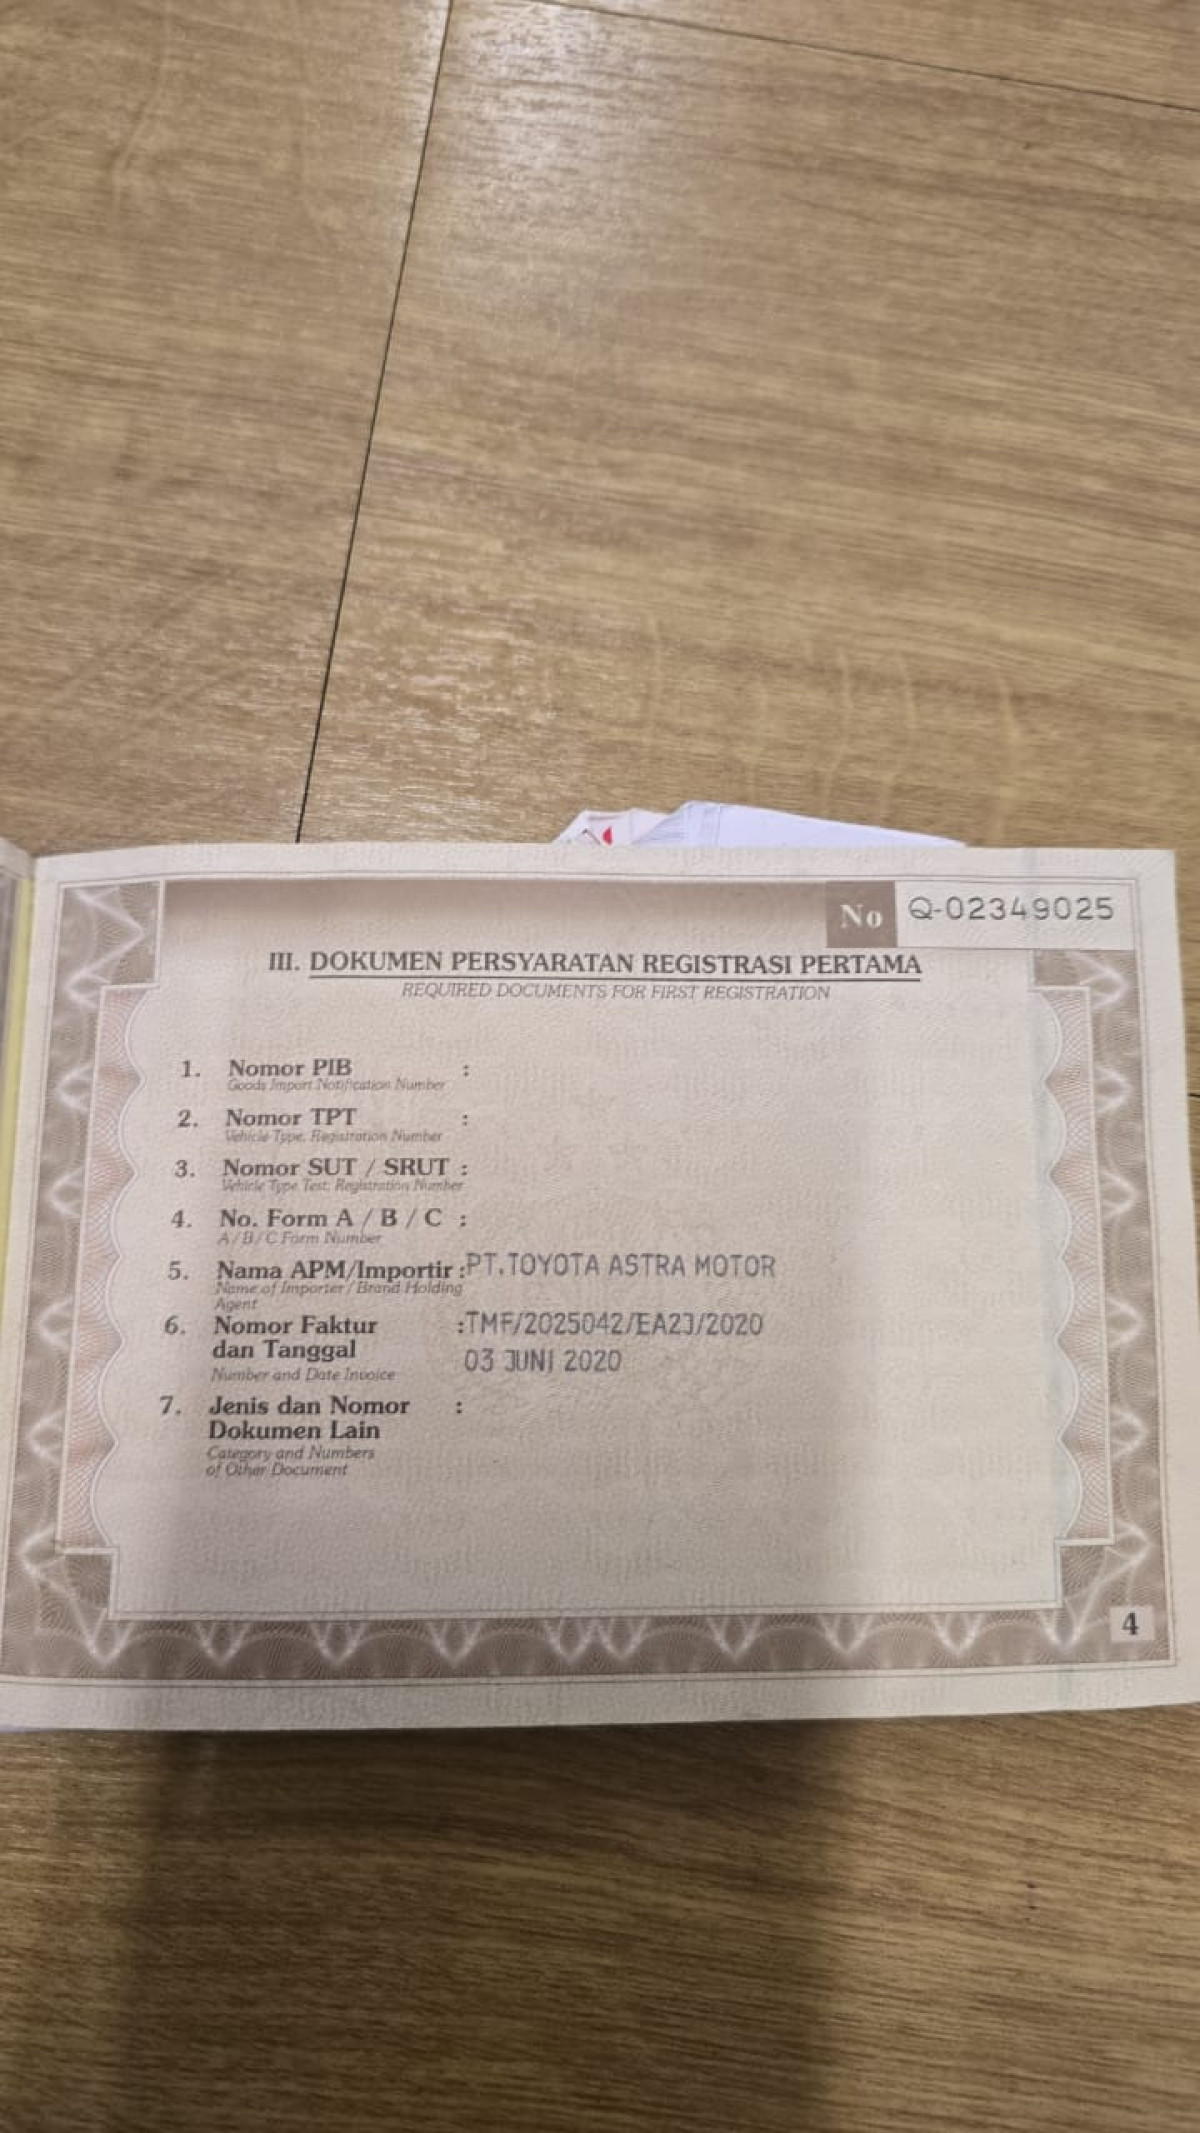 No Q-02349025
III. DOKUMEN PERSYARATAN REGISTRASI PERTAMA
REQUIRED DOCUMENTS FOR FIRST REGISTRATION
1. Nomor PIB :
Goods Import Notification Number
2. Nomor TPT :
Vehicle Type. Registration Number
3. Nomor SUT / SRUT :
Vehicle Type Test. Registration Number
4. No. Form A / B / C :
A / B / C Form Number
5. Nama APM/Importir : PT.TOYOTA ASTRA MOTOR
Name of Importer / Brand Holding
Agent
6. Nomor Faktur : TMF/2025042/EA2J/2020
dan Tanggal 03 JUNI 2020
Number and Date Invoice
7. Jenis dan Nomor :
Dokumen Lain
Category and Numbers
of Other Document
4